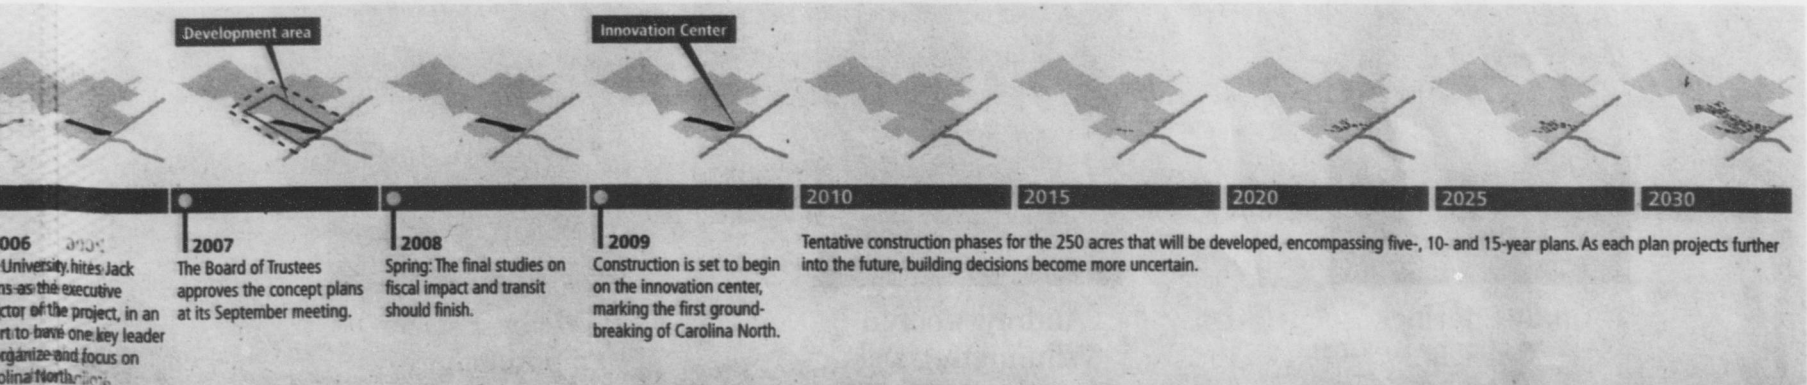 Development area
Innovation Center
2010
2015
2020
2025
2030
006
University hires Jack
as the executive
of the project, in an
to have one key leader
and focus on
North
2007
The Board of Trustees
approves the concept plans
at its September meeting.
2008
Spring: The final studies on
fiscal impact and transit
should finish.
2009
Construction is set to begin
on the innovation center,
marking the first ground-
breaking of Carolina North.
Tentative construction phases for the 250 acres that will be developed, encompassing five-, 10- and 15-year plans. As each plan projects further
into the future, building decisions become more uncertain.